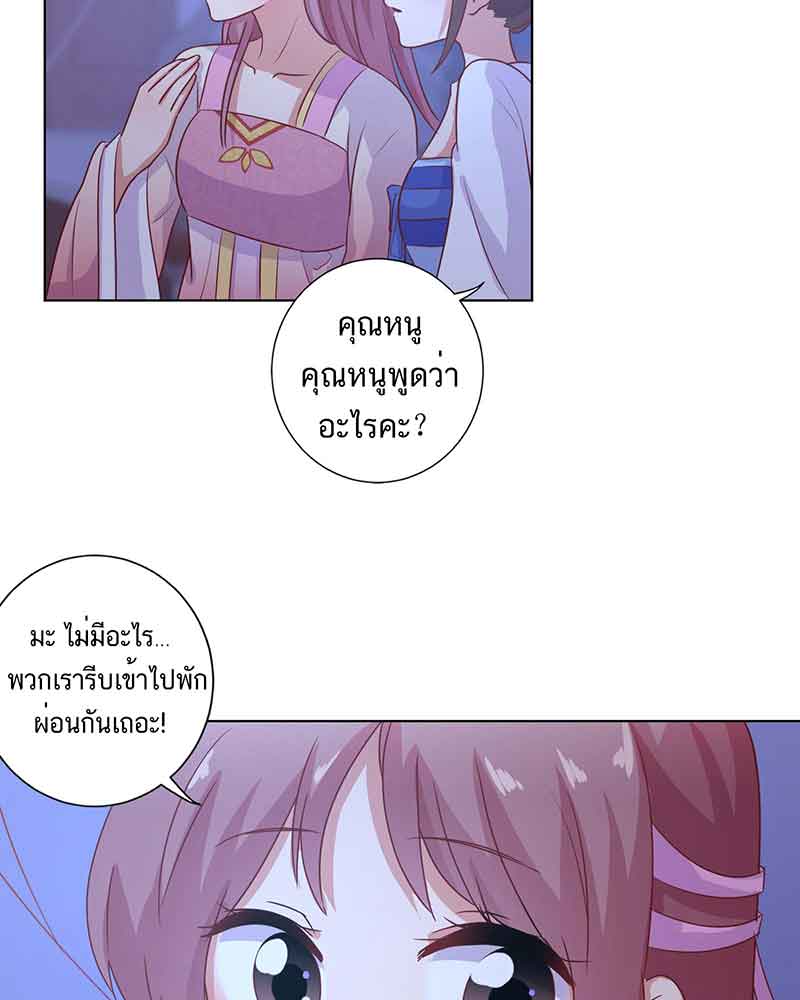 คุณหนู
คุณหนูพูดว่า
อะไรคะ?
มะ ไม่มีอะไร...
พวกเรารีบเข้าไปพัก
ผ่อนกันเถอะ!